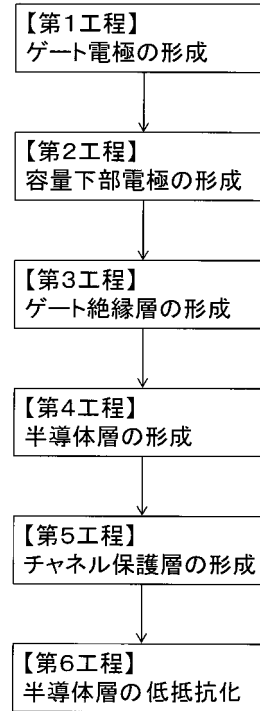 【第1工程】
ゲート電極の形成
【第2工程】
容量下部電極の形成
【第3工程】
ゲート絶縁層の形成
【第4工程】
半導体層の形成
【第5工程】
チャネル保護層の形成
【第6工程】
半導体層の低抵抗化